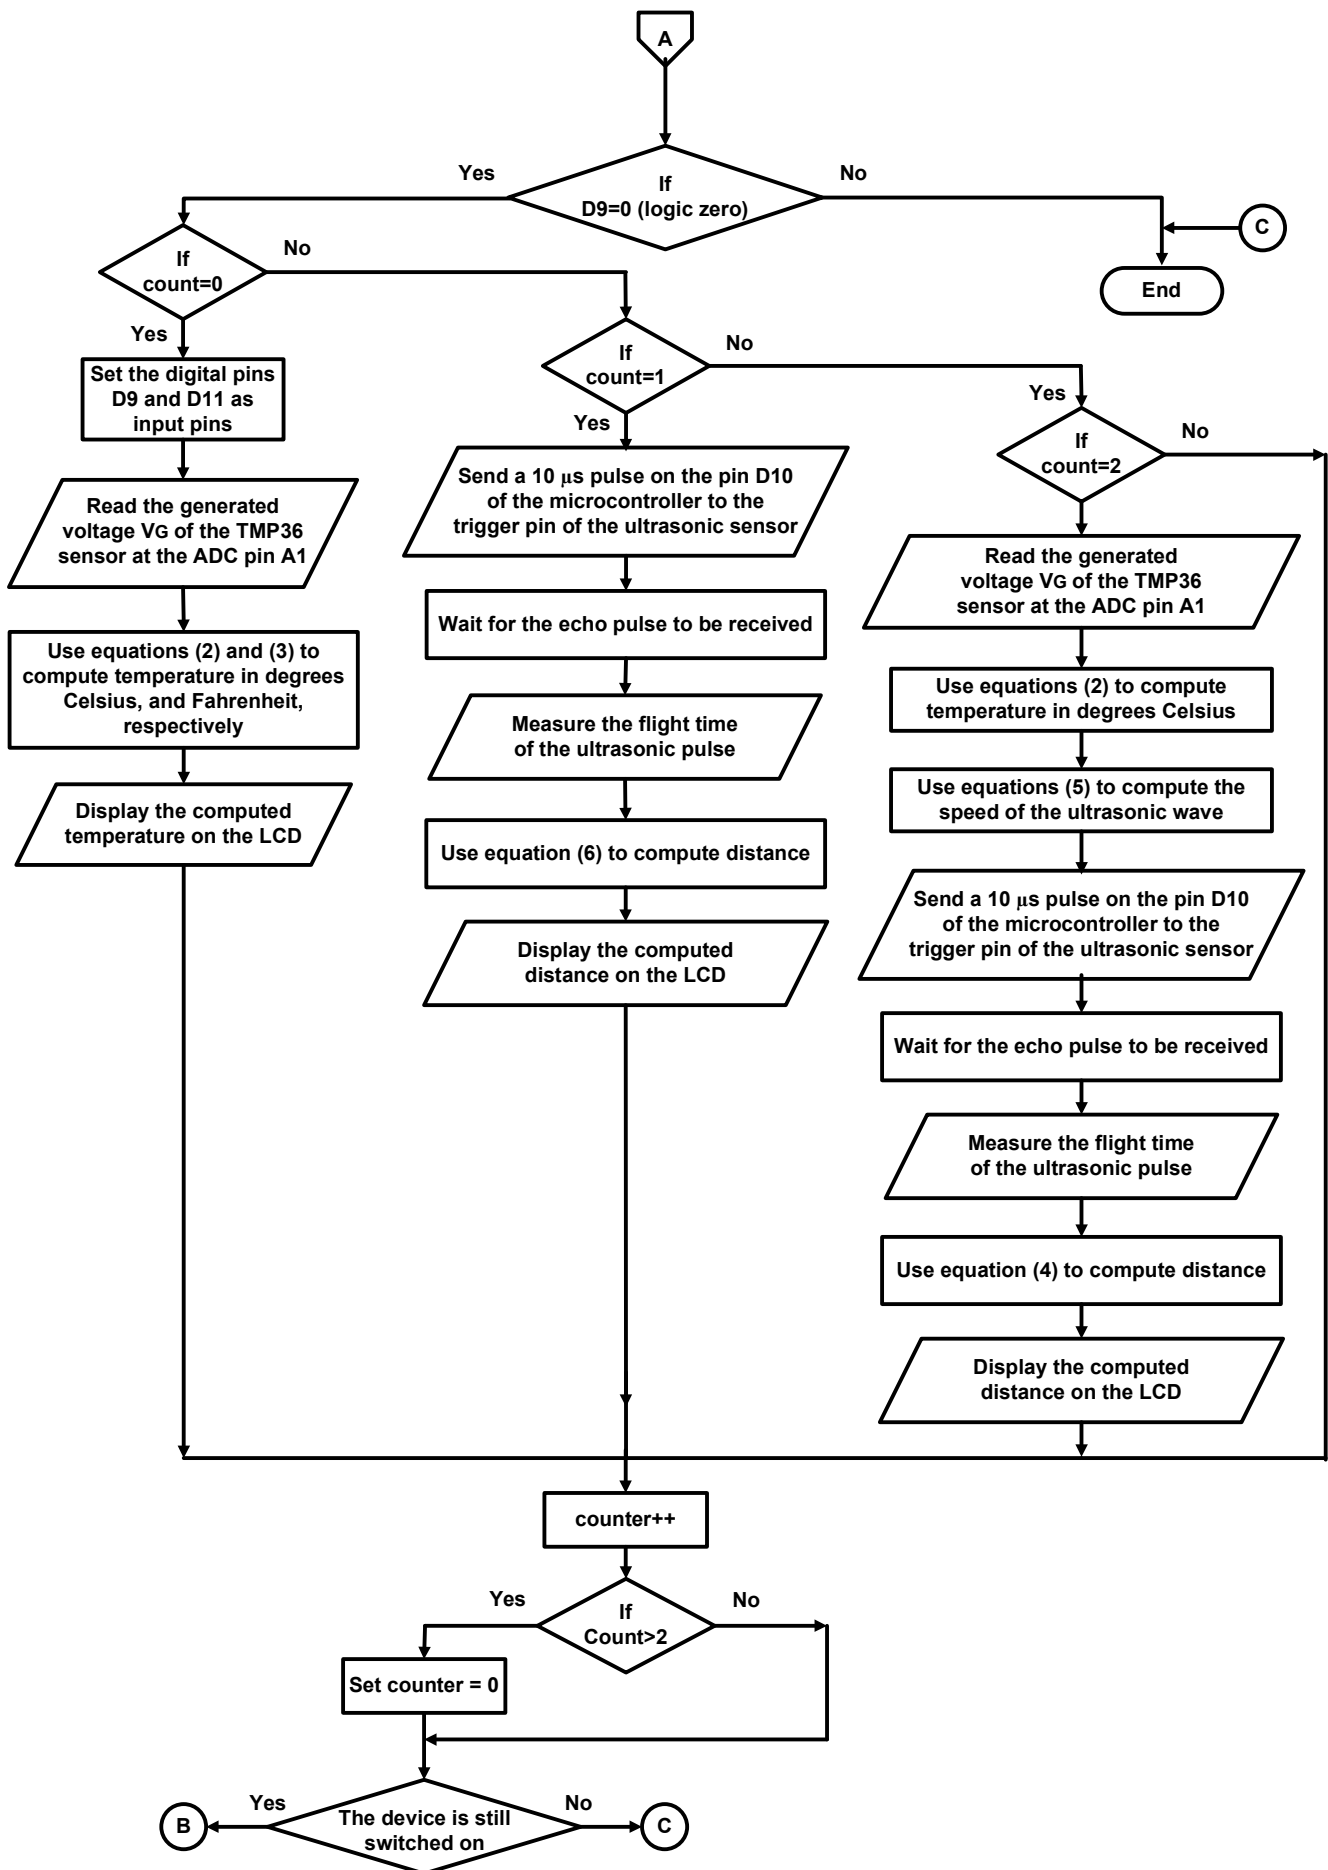 A
If
D9=0 (logic zero)
Yes
No
C
End
If
count=0
No
Yes
Set the digital pins
D9 and D11 as
input pins
Read the generated
voltage VG of the TMP36
sensor at the ADC pin A1
Use equations (2) and (3) to
compute temperature in degrees
Celsius, and Fahrenheit,
respectively
Display the computed
temperature on the LCD
If
count=1
No
Yes
Send a 10 μs pulse on the pin D10
of the microcontroller to the
trigger pin of the ultrasonic sensor
Wait for the echo pulse to be received
Measure the flight time
of the ultrasonic pulse
Use equation (6) to compute distance
Display the computed
distance on the LCD
Yes
If
count=2
No
Read the generated
voltage VG of the TMP36
sensor at the ADC pin A1
Use equations (2) to compute
temperature in degrees Celsius
Use equations (5) to compute the
speed of the ultrasonic wave
Send a 10 μs pulse on the pin D10
of the microcontroller to the
trigger pin of the ultrasonic sensor
Wait for the echo pulse to be received
Measure the flight time
of the ultrasonic pulse
Use equation (4) to compute distance
Display the computed
distance on the LCD
counter++
Yes
If
Count>2
No
Set counter = 0
B
Yes
The device is still
switched on
No
C